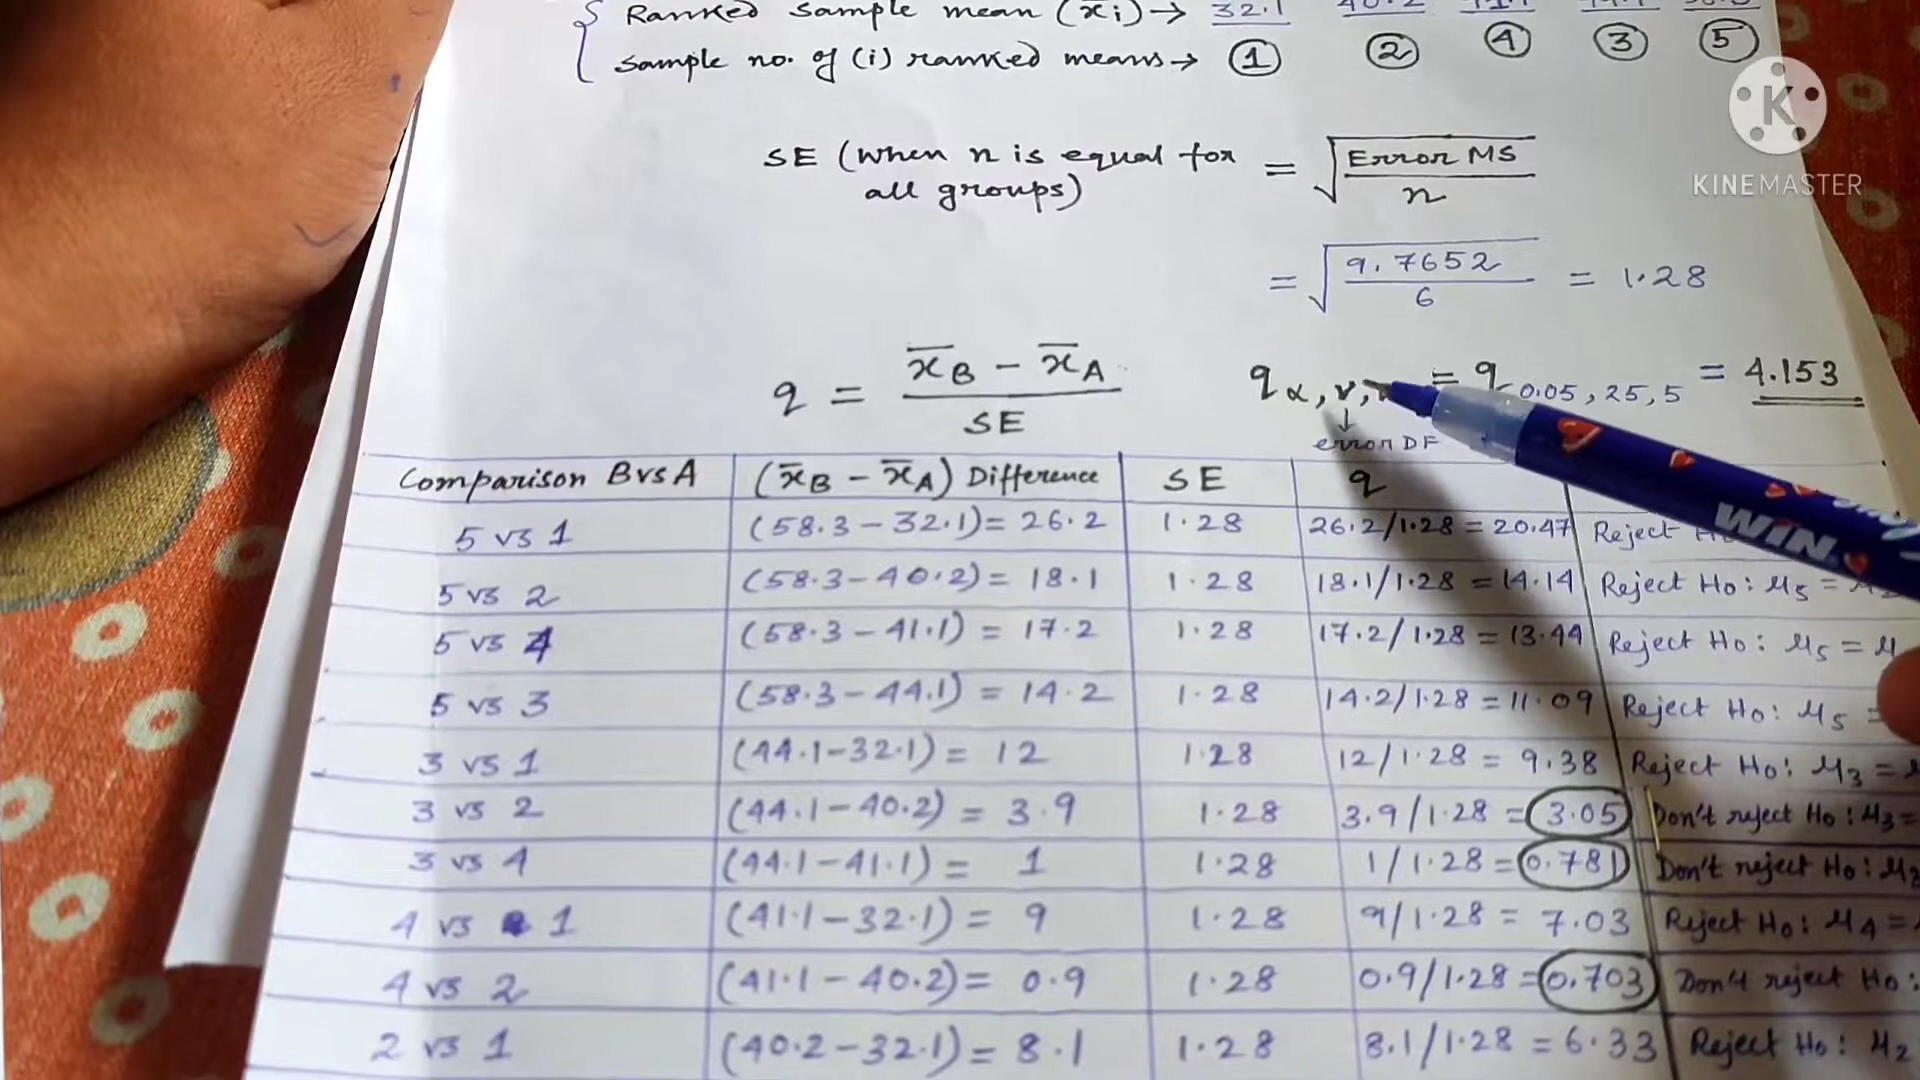 Ranked sample mean (x̄i) → 32.1
Sample no. of (i) ranked means → 1 2 4 3 5
KINEMASTER
SE (when n is equal for all groups) = √(Error MS / n)
= √(9.7652 / 6) = 1.28
q = (x̄B − x̄A) / SE
qα, ν, = q 0.05, 25, 5 = 4.153
↓
error DF
Comparison B vs A (x̄B − x̄A) Difference SE q
5 vs 1 (58.3 − 32.1) = 26.2 1.28 26.2/1.28 = 20.47 Reject
5 vs 2 (58.3 − 40.2) = 18.1 1.28 18.1/1.28 = 14.14 Reject Ho: μ5 =
5 vs 4 (58.3 − 41.1) = 17.2 1.28 17.2/1.28 = 13.44 Reject Ho: μ5 = μ
5 vs 3 (58.3 − 44.1) = 14.2 1.28 14.2/1.28 = 11.09 Reject Ho: μ5 =
3 vs 1 (44.1 − 32.1) = 12 1.28 12/1.28 = 9.38 Reject Ho: μ3 =
3 vs 2 (44.1 − 40.2) = 3.9 1.28 3.9/1.28 = 3.05 Don't reject Ho: μ3 =
3 vs 4 (44.1 − 41.1) = 1 1.28 1/1.28 = 0.781 Don't reject Ho: μ3
4 vs 1 (41.1 − 32.1) = 9 1.28 9/1.28 = 7.03 Reject Ho: μ4 =
4 vs 2 (41.1 − 40.2) = 0.9 1.28 0.9/1.28 = 0.703 Don't reject Ho:
2 vs 1 (40.2 − 32.1) = 8.1 1.28 8.1/1.28 = 6.33 Reject Ho: μ2
WIN